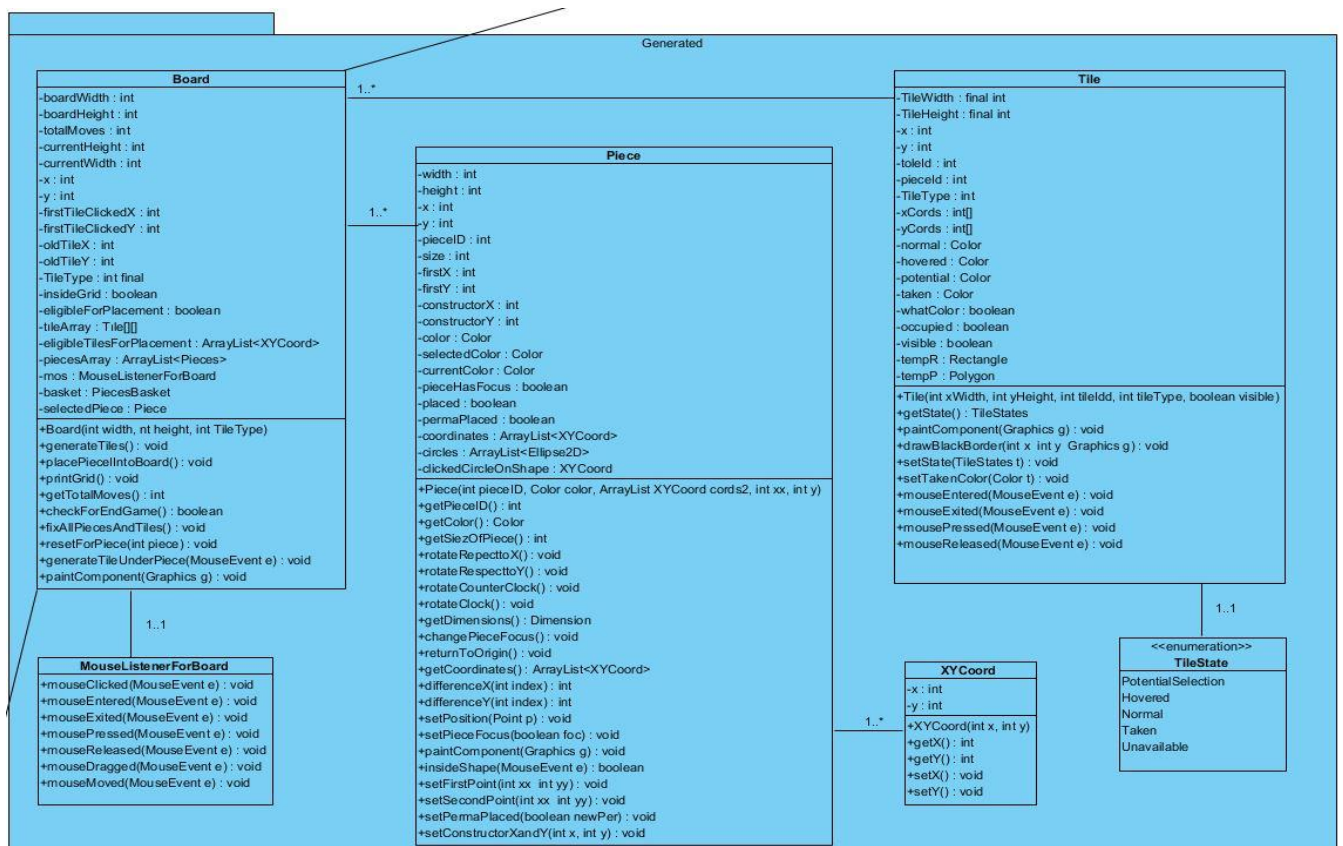 Generated
Board
-boardWidth : int
-boardHeight : int
-totalMoves : int
-currentHeight : int
-currentWidth : int
-x : int
-y : int
-firstTileClickedX : int
-firstTileClickedY : int
-oldTileX : int
-oldTileY : int
-TileType : int final
-insideGrid : boolean
-eligibleForPlacement : boolean
-tileArray : Tile[][]
-eligibleTilesForPlacement : ArrayList<XYCoord>
-piecesArray : ArrayList<Pieces>
-mos : MouseListenerForBoard
-basket : PiecesBasket
-selectedPiece : Piece
+Board(int width, nt height, int TileType)
+generateTiles() : void
+placePieceIntoBoard() : void
+printGrid() : void
+getTotalMoves() : int
+checkForEndGame() : boolean
+fixAllPiecesAndTiles() : void
+resetForPiece(int piece) : void
+generateTileUnderPiece(MouseEvent e) : void
+paintComponent(Graphics g) : void
1..*
1..*
1..1
MouseListenerForBoard
+mouseClicked(MouseEvent e) : void
+mouseEntered(MouseEvent e) : void
+mouseExited(MouseEvent e) : void
+mousePressed(MouseEvent e) : void
+mouseReleased(MouseEvent e) : void
+mouseDragged(MouseEvent e) : void
+mouseMoved(MouseEvent e) : void
Piece
-width : int
-height : int
-x : int
-y : int
-pieceID : int
-size : int
-firstX : int
-firstY : int
-constructorX : int
-constructorY : int
-color : Color
-selectedColor : Color
-currentColor : Color
-pieceHasFocus : boolean
-placed : boolean
-permaPlaced : boolean
-coordinates : ArrayList<XYCoord>
-circles : ArrayList<Ellipse2D>
-clickedCircleOnShape : XYCoord
+Piece(int pieceID, Color color, ArrayList XYCoord cords2, int xx, int y)
+getPieceID() : int
+getColor() : Color
+getSiezOfPiece() : int
+rotateRepecttoX() : void
+rotateRespecttoY() : void
+rotateCounterClock() : void
+rotateClock() : void
+getDimensions() : Dimension
+changePieceFocus() : void
+returnToOrigin() : void
+getCoordinates() : ArrayList<XYCoord>
+differenceX(int index) : int
+differenceY(int index) : int
+setPosition(Point p) : void
+setPieceFocus(boolean foc) : void
+paintComponent(Graphics g) : void
+insideShape(MouseEvent e) : boolean
+setFirstPoint(int xx int yy) : void
+setSecondPoint(int xx int yy) : void
+setPermaPlaced(boolean newPer) : void
+setConstructorXandY(int x, int y) : void
1..*
Tile
-TileWidth : final int
-TileHeight : final int
-x : int
-y : int
-toleId : int
-pieceId : int
-TileType : int
-xCords : int[]
-yCords : int[]
-normal : Color
-hovered : Color
-potential : Color
-taken : Color
-whatColor : boolean
-occupied : boolean
-visible : boolean
-tempR : Rectangle
-tempP : Polygon
+Tile(int xWidth, int yHeight, int tileIdd, int tileType, boolean visible)
+getState() : TileStates
+paintComponent(Graphics g) : void
+drawBlackBorder(int x int y Graphics g) : void
+setState(TileStates t) : void
+setTakenColor(Color t) : void
+mouseEntered(MouseEvent e) : void
+mouseExited(MouseEvent e) : void
+mousePressed(MouseEvent e) : void
+mouseReleased(MouseEvent e) : void
1..1
XYCoord
-x : int
-y : int
+XYCoord(int x, int y)
+getX() : int
+getY() : int
+setX() : void
+setY() : void
<<enumeration>>
TileState
PotentialSelection
Hovered
Normal
Taken
Unavailable